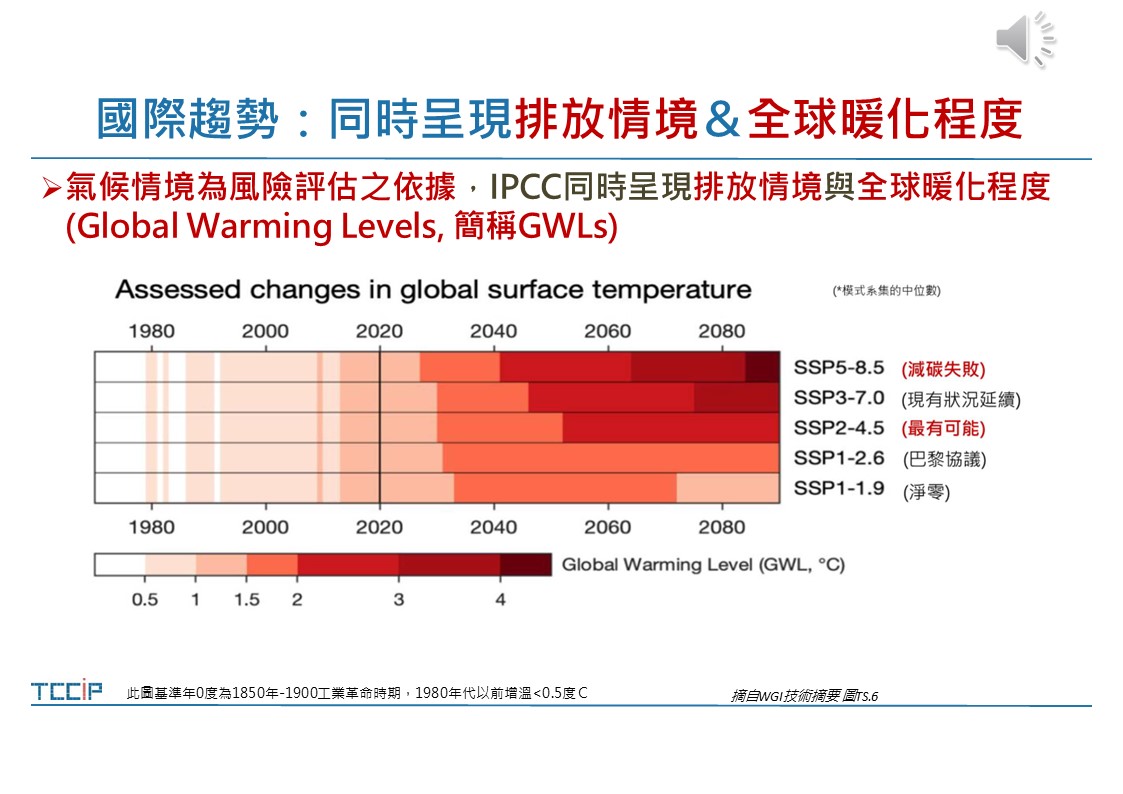 國際趨勢：同時呈現排放情境＆全球暖化程度
➢氣候情境為風險評估之依據，IPCC同時呈現排放情境與全球暖化程度
(Global Warming Levels, 簡稱GWLs)
Assessed changes in global surface temperature
(*模式系集的中位數)
1980 2000 2020 2040 2060 2080
SSP5-8.5 (減碳失敗)
SSP3-7.0 (現有狀況延續)
SSP2-4.5 (最有可能)
SSP1-2.6 (巴黎協議)
SSP1-1.9 (淨零)
1980 2000 2020 2040 2060 2080
Global Warming Level (GWL, °C)
0.5 1 1.5 2 3 4
TCCIP
此圖基準年0度為1850年-1900工業革命時期，1980年代以前增溫<0.5度C
摘自WGI技術摘要 圖TS.6